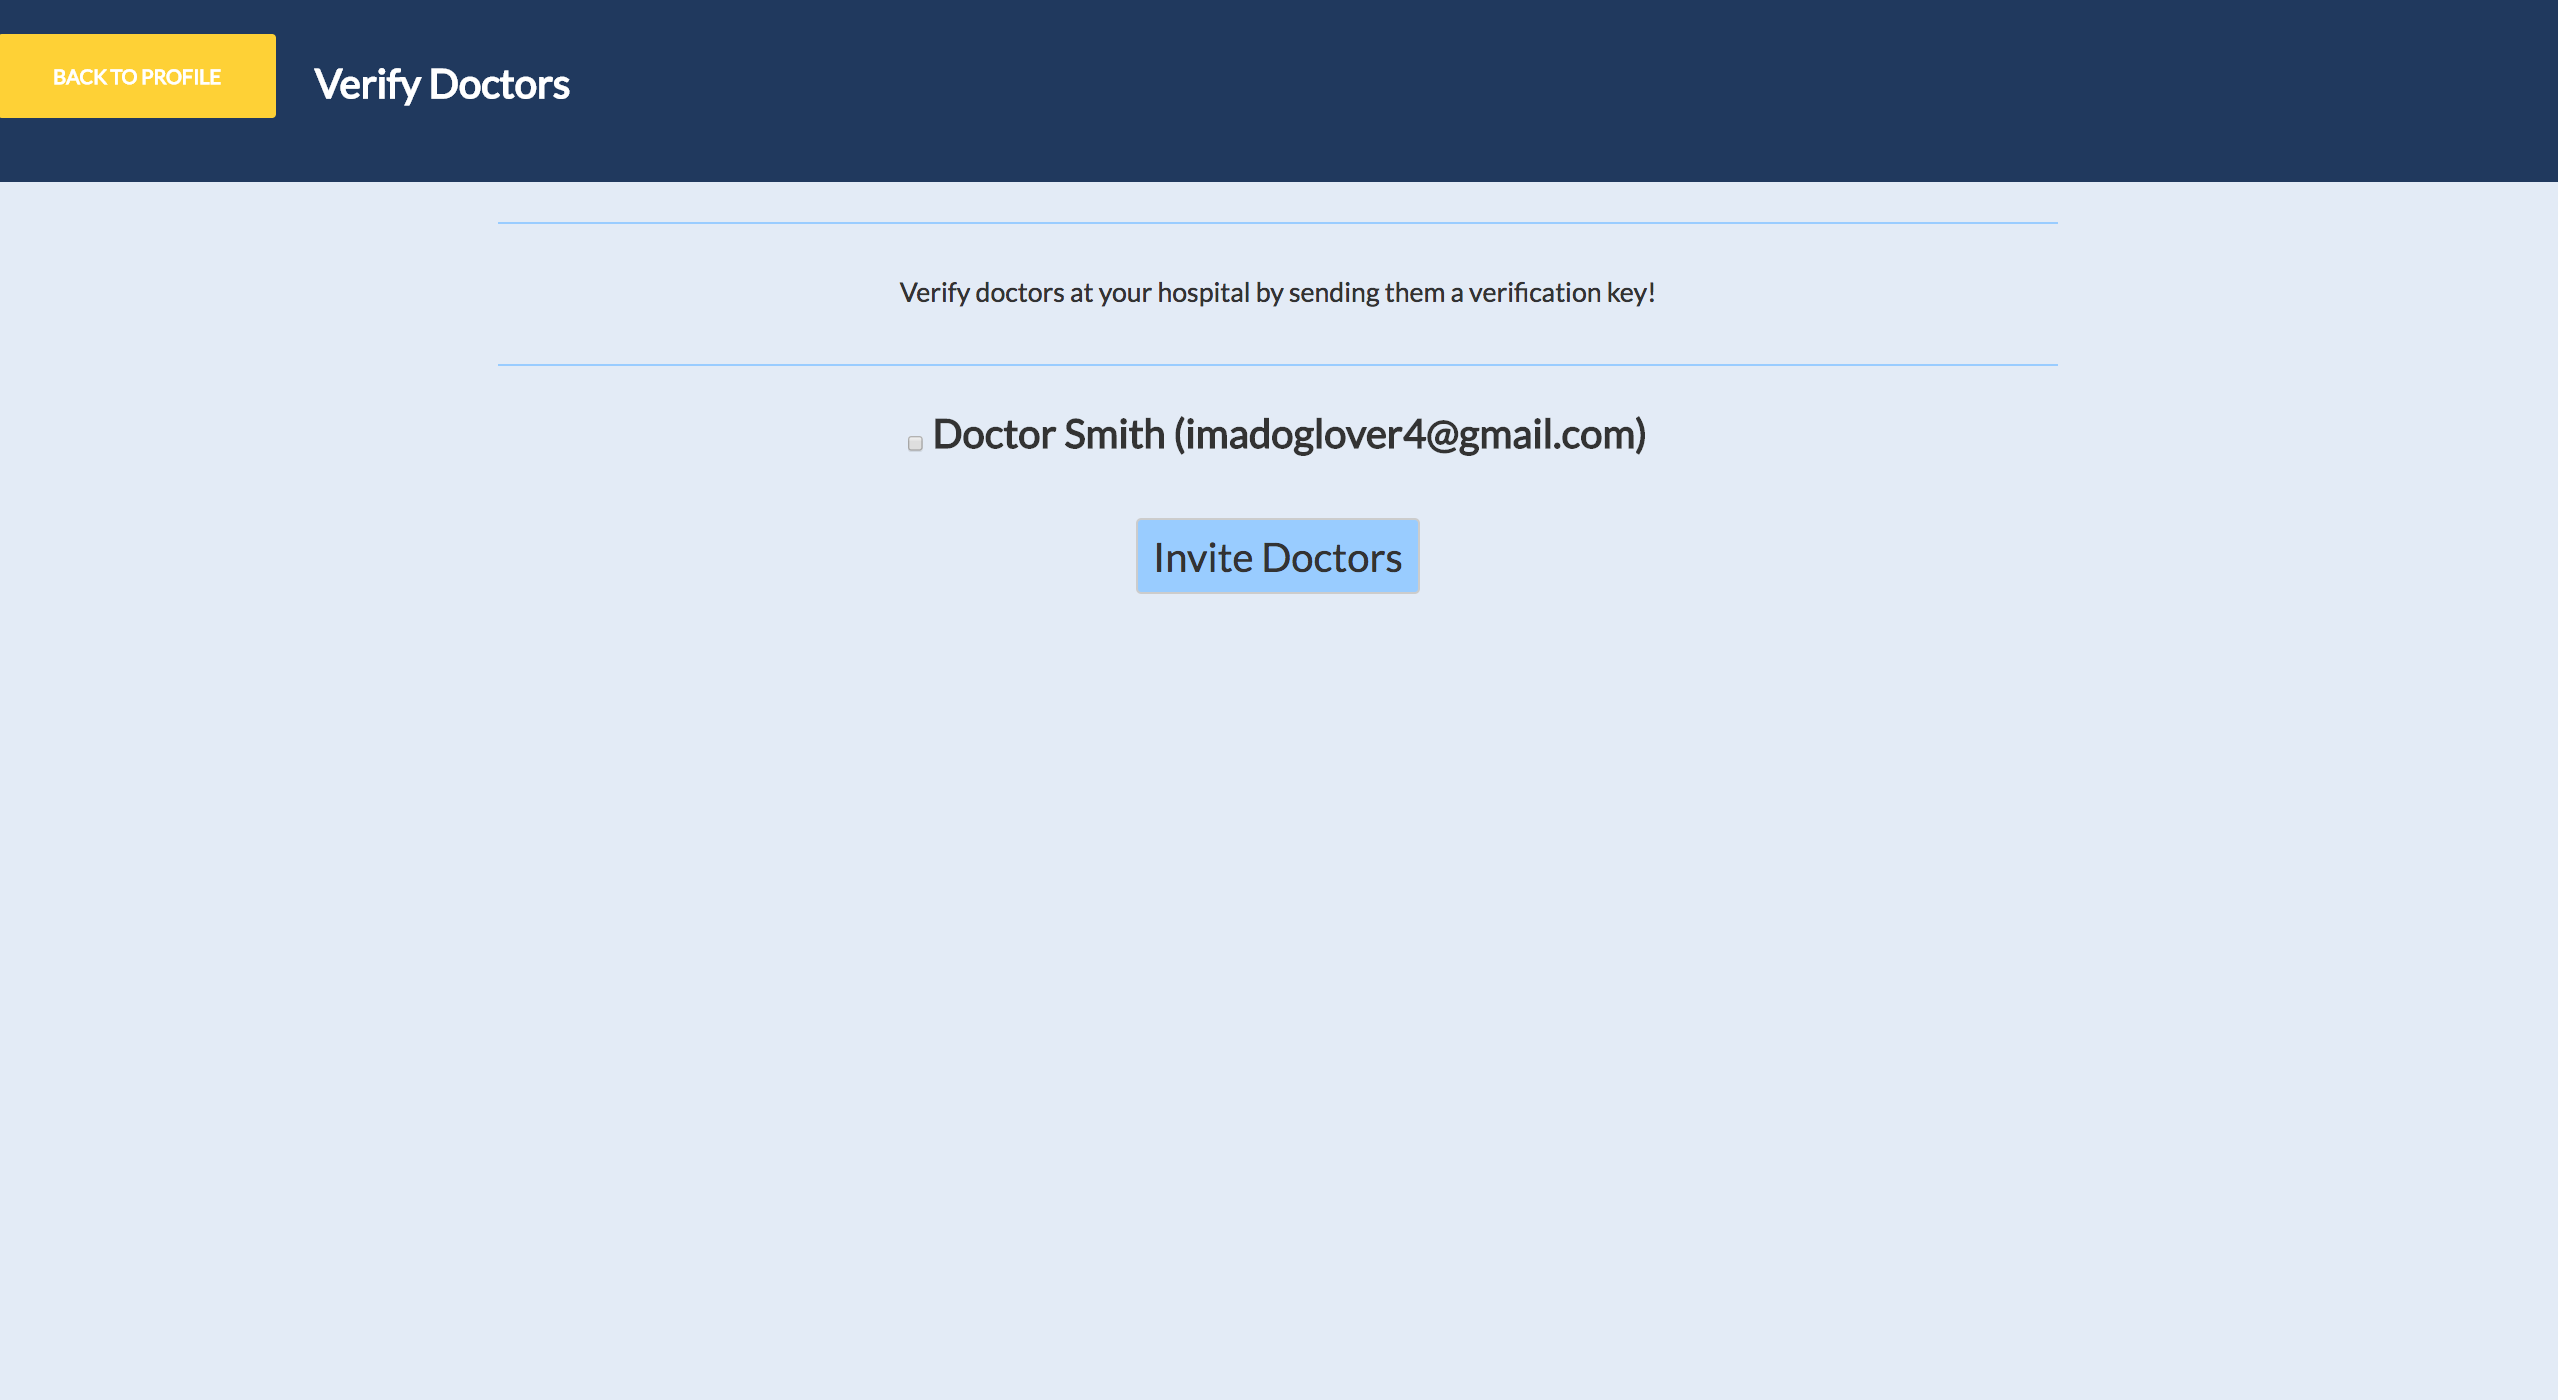 BACK TO PROFILE
Verify Doctors
Verify doctors at your hospital by sending them a verification key!
Doctor Smith (imadoglover4@gmail.com)
Invite Doctors